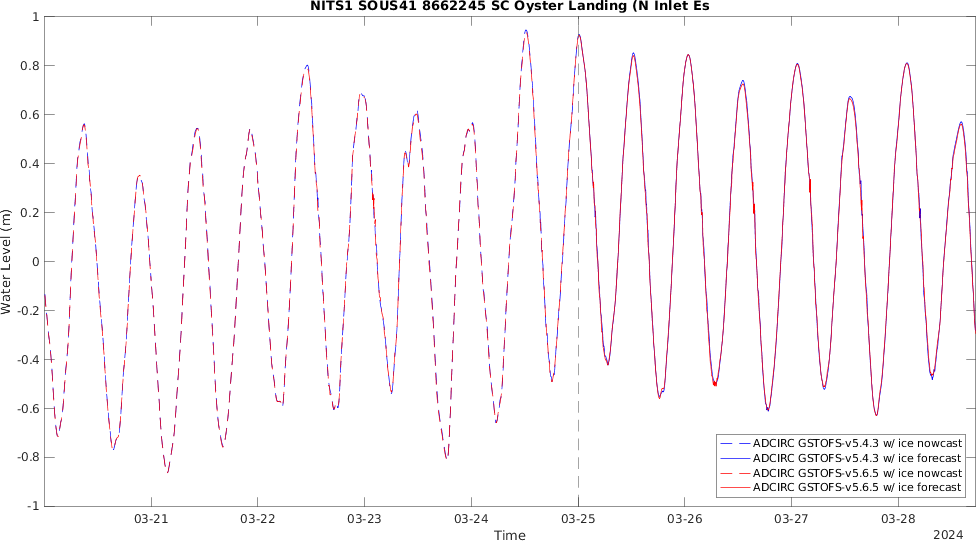 NITS1 SOUS41 8662245 SC Oyster Landing (N Inlet Es
1
0.8
0.6
0.4
0.2
0
-0.2
-0.4
-0.6
-0.8
-1
Water Level (m)
ADCIRC GSTOFS-v5.4.3 w/ ice nowcast
ADCIRC GSTOFS-v5.4.3 w/ ice forecast
ADCIRC GSTOFS-v5.6.5 w/ ice nowcast
ADCIRC GSTOFS-v5.6.5 w/ ice forecast
03-21 03-22 03-23 03-24 03-25 03-26 03-27 03-28
Time
2024